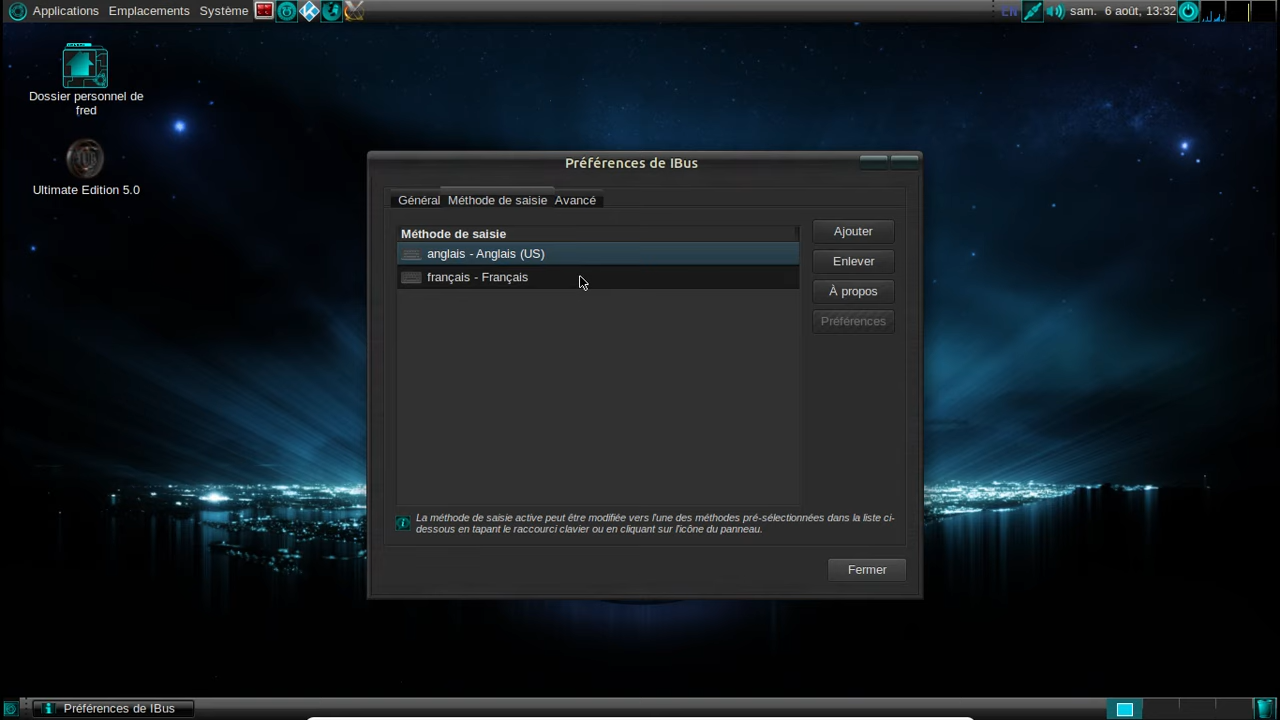 Applications Emplacements Système
EN sam. 6 août, 13:32
Dossier personnel de
fred
Ultimate Edition 5.0
Préférences de IBus
Général Méthode de saisie Avancé
Méthode de saisie
anglais - Anglais (US)
français - Français
Ajouter
Enlever
À propos
Préférences
La méthode de saisie active peut être modifiée vers l'une des méthodes pré-sélectionnées dans la liste ci-
dessous en tapant le raccourci clavier ou en cliquant sur l'icône du panneau.
Fermer
Préférences de IBus